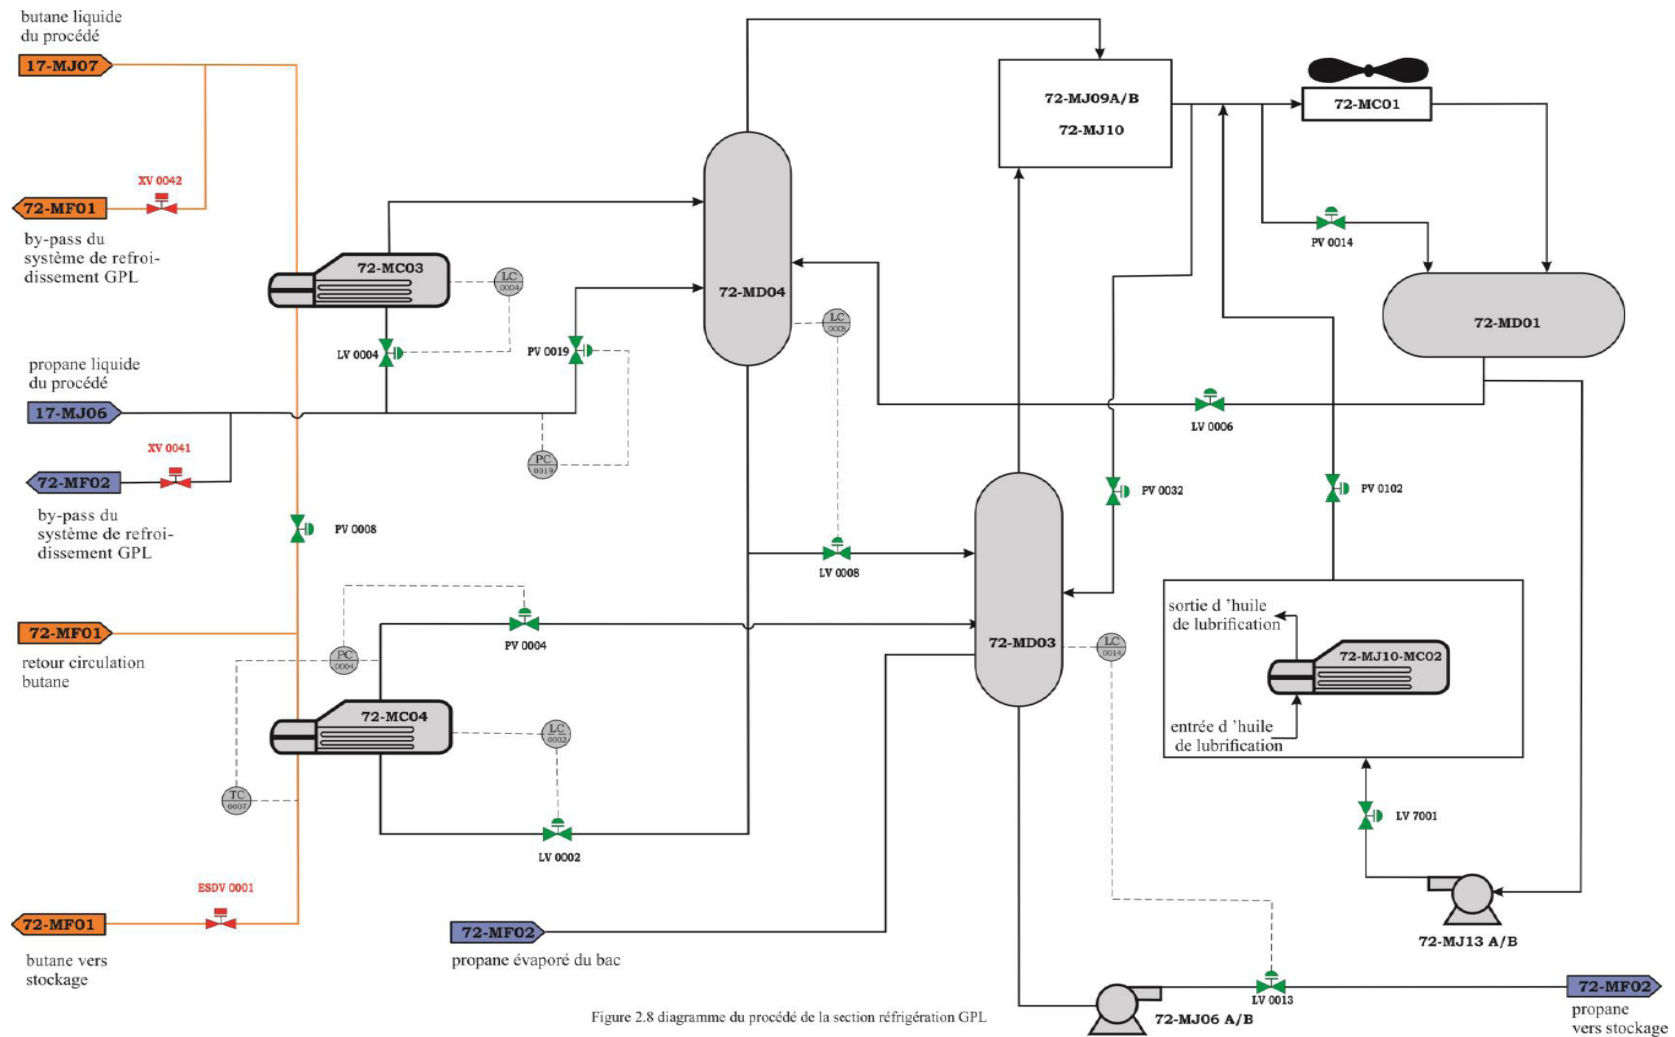 butane liquide
du procédé
17-MJ07
XV 0042
72-MF01
by-pass du
système de refroi-
dissement GPL
72-MC03
LC
0004
LV 0004
PV 0019
propane liquide
du procédé
17-MJ06
XV 0041
72-MF02
by-pass du
système de refroi-
dissement GPL
PC
0019
PV 0008
72-MF01
retour circulation
butane
PC
0004
PV 0004
72-MC04
LC
0002
TC
0007
LV 0002
ESDV 0001
72-MF01
butane vers
stockage
72-MF02
propane évaporé du bac
72-MD04
LC
0008
LV 0008
72-MJ09A/B
72-MJ10
72-MC01
PV 0014
72-MD01
LV 0006
PV 0032
PV 0102
72-MD03
LC
0014
sortie d 'huile
de lubrification
72-MJ10-MC02
entrée d 'huile
de lubrification
LV 7001
72-MJ13 A/B
LV 0013
72-MJ06 A/B
72-MF02
propane
vers stockage
Figure 2.8 diagramme du procédé de la section réfrigération GPL